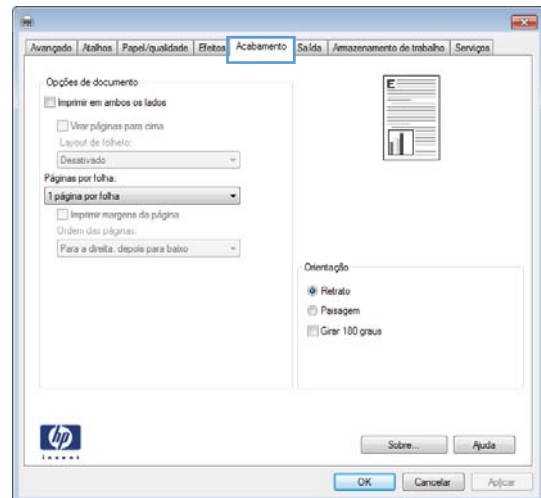 Avançado Atalhos Papel/qualidade Efeitos Acabamento Saída Armazenamento de trabalho Serviços
Opções de documento
Imprimir em ambos os lados
Virar páginas para cima
Layout de folheto:
Desativado
Páginas por folha:
1 página por folha
Imprimir margens da página
Ordem das páginas:
Para a direita, depois para baixo
E
Orientação
Retrato
Paisagem
Girar 180 graus
hp
invent
Sobre... Ajuda
OK Cancelar Aplicar